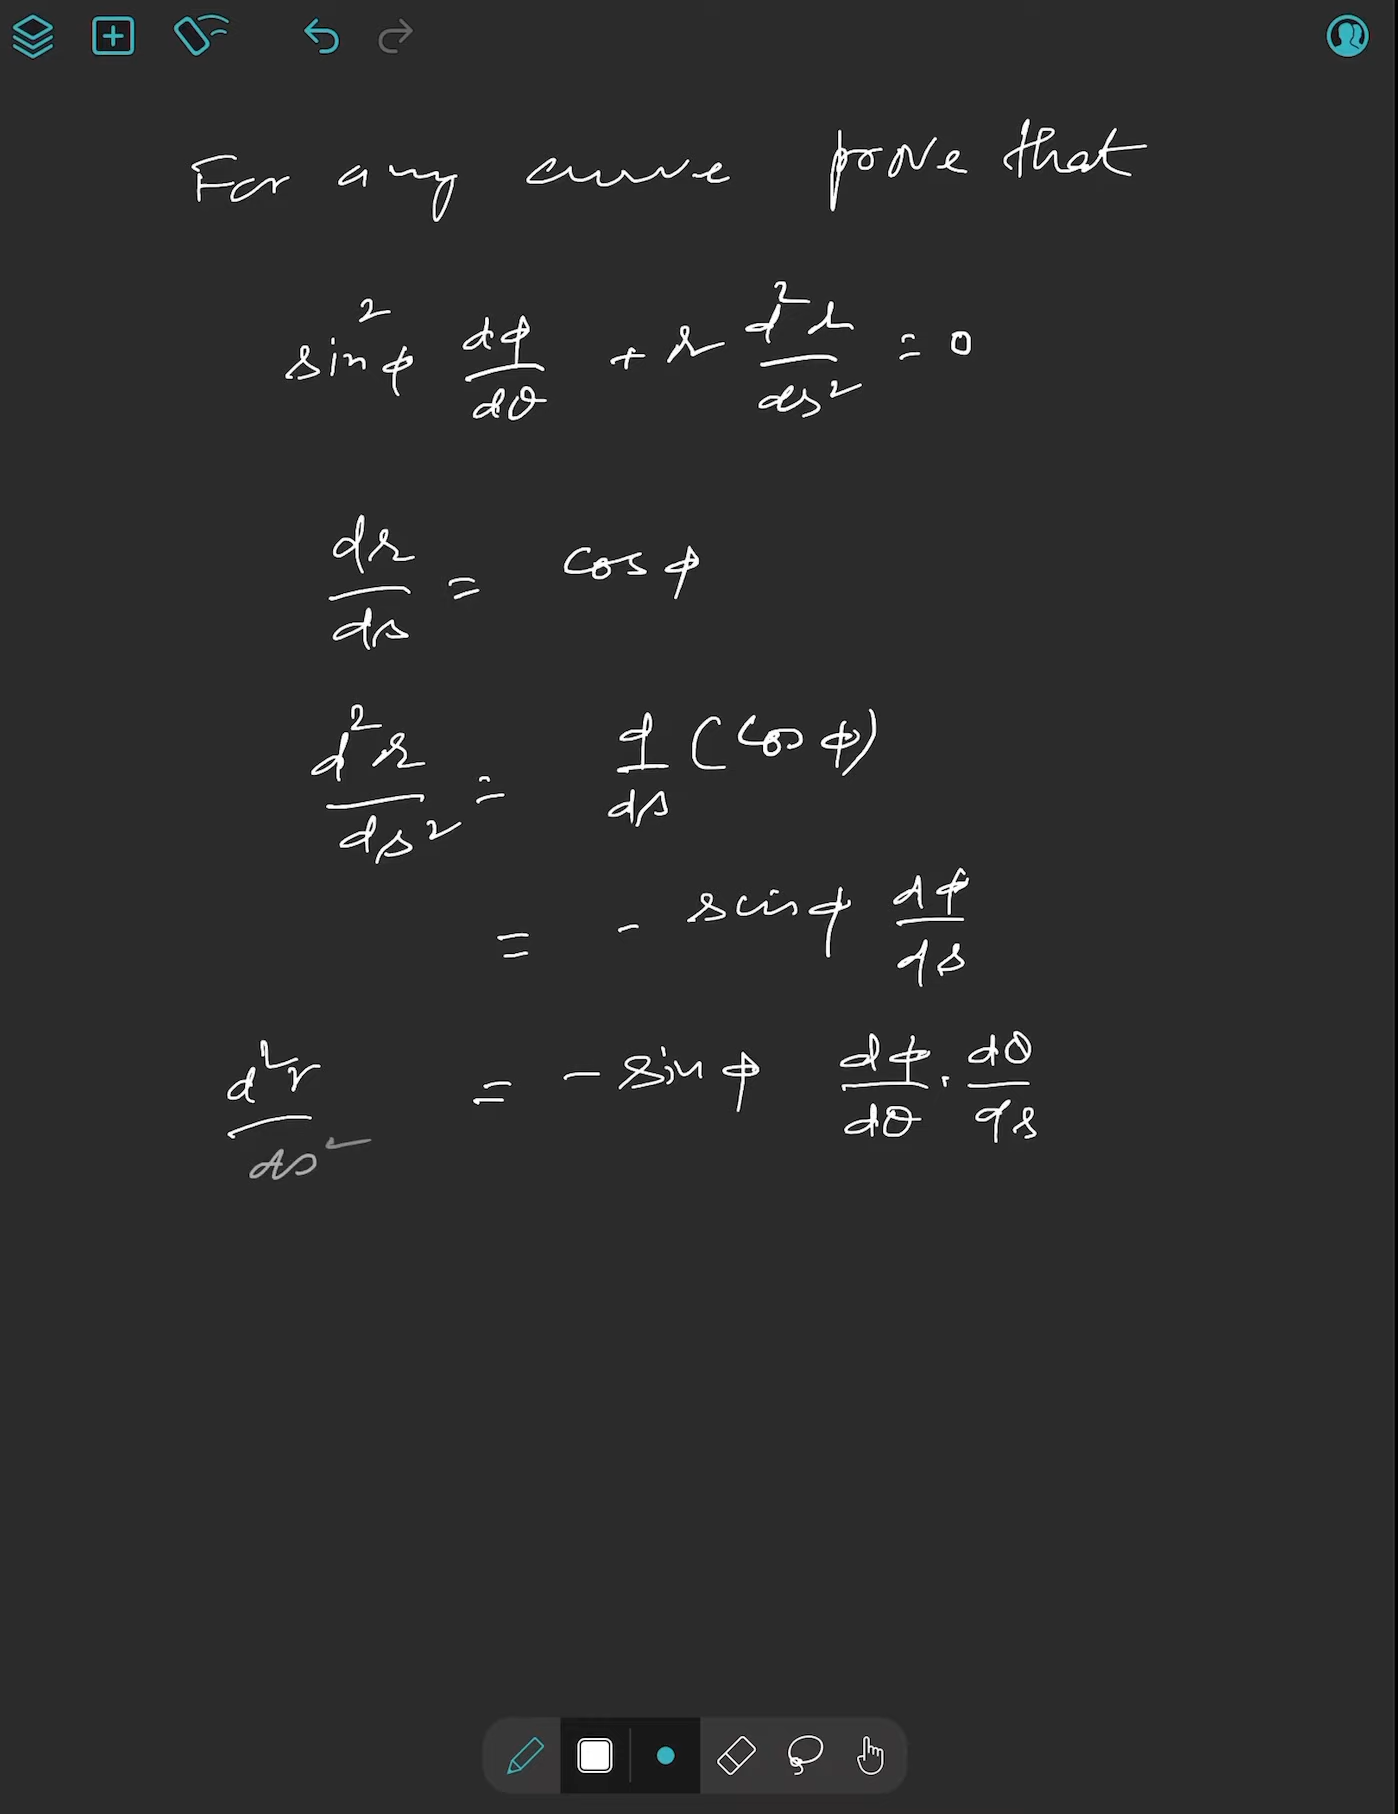 For any curve prove that
sin²φ dφ/dθ + r d²r/ds² = 0
dr/ds = cos φ
d²r/ds² = d/ds (cos φ)
= - sin φ dφ/ds
d²r/ds² = - sin φ dφ/dθ . dθ/ds